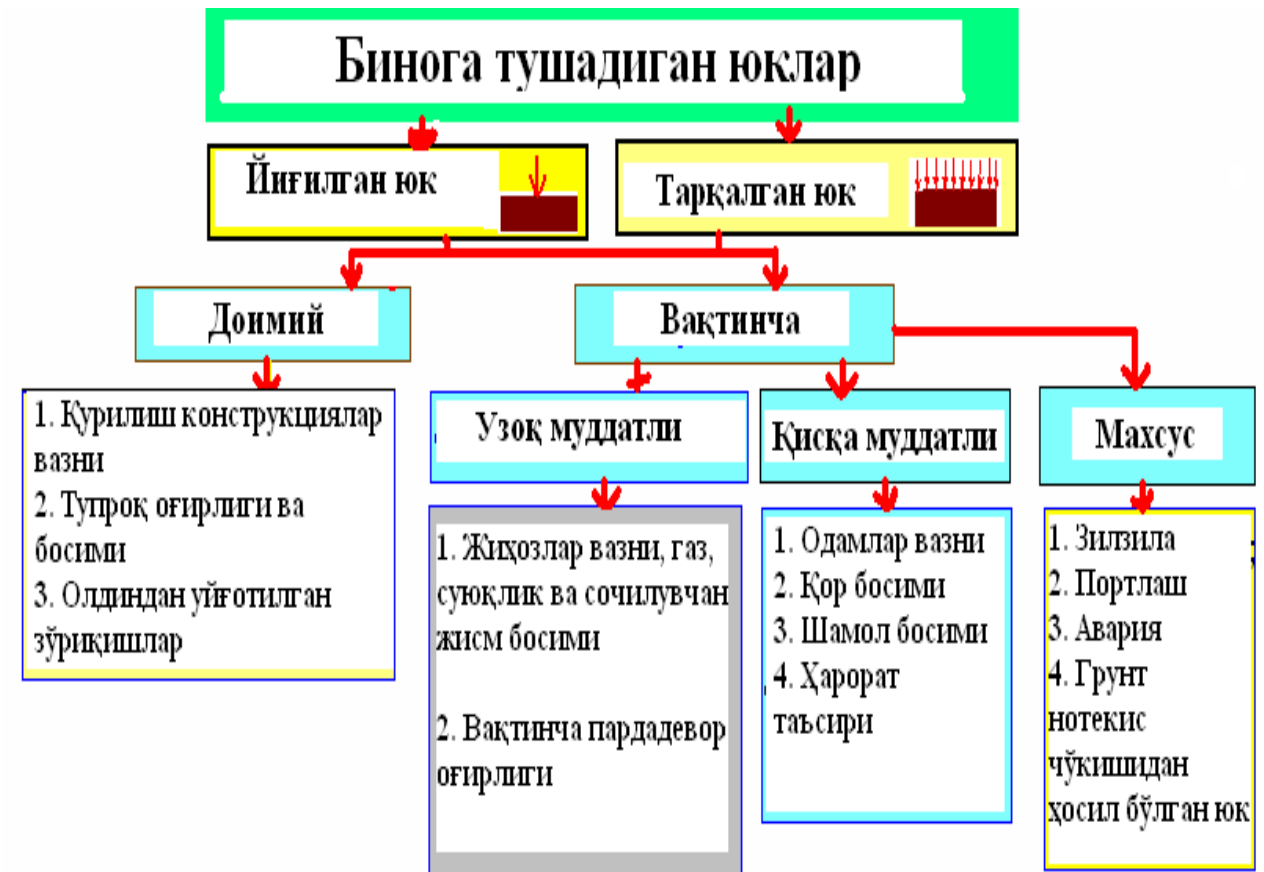 Бинога тушадиган юклар
Йиғилган юк
Тарқалган юк
Доимий
Вақтинча
1. Қурилиш конструкциялар
вазни
2. Тупроқ оғирлиги ва
босими
3. Олдиндан уйғотилган
зўриқишлар
Узоқ муддатли
1. Жиҳозлар вазни, газ,
суюқлик ва сочилувчан
жисм босими
2. Вақтинча пардадевор
оғирлиги
Қисқа муддатли
1. Одамлар вазни
2. Қор босими
3. Шамол босими
4. Ҳарорат
таъсири
Махсус
1. Зилзила
2. Портлаш
3. Авария
4. Грунт
нотекис
чўкишидан
ҳосил бўлган юк